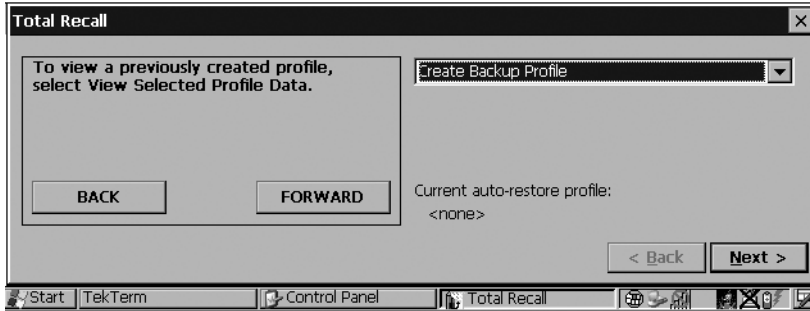 Total Recall
To view a previously created profile,
select View Selected Profile Data.
BACK
FORWARD
Create Backup Profile
Current auto-restore profile:
<none>
< Back
Next >
Start
TekTerm
Control Panel
Total Recall